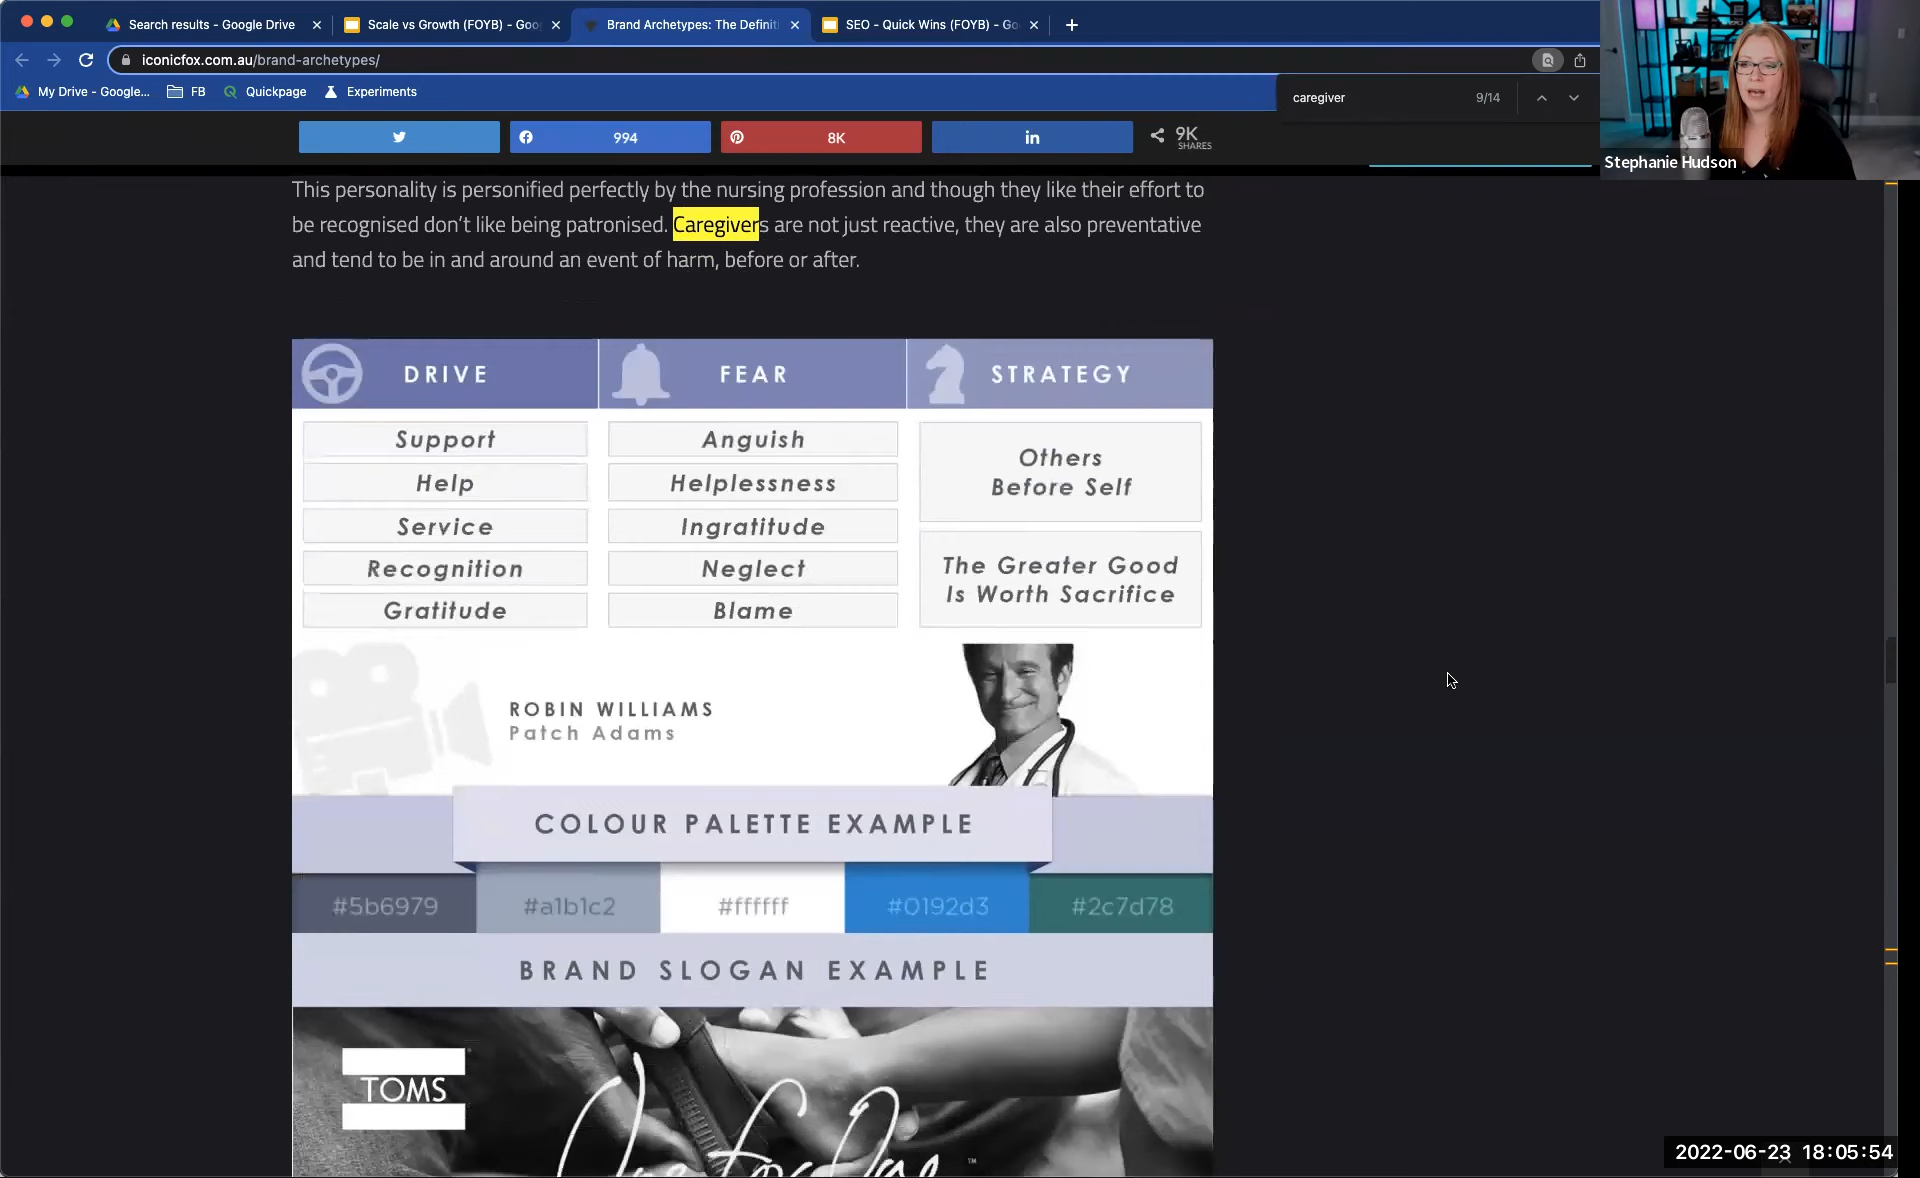 Search results - Google Drive
Scale vs Growth (FOYB) - Goo
Brand Archetypes: The Definit
SEO - Quick Wins (FOYB) - Go
iconicfox.com.au/brand-archetypes/
My Drive - Google...
FB
Quickpage
Experiments
caregiver
9/14
994
8K
9K
SHARES
Stephanie Hudson
This personality is personified perfectly by the nursing profession and though they like their effort to
be recognised don’t like being patronised. Caregivers are not just reactive, they are also preventative
and tend to be in and around an event of harm, before or after.
DRIVE
FEAR
STRATEGY
Support
Help
Service
Recognition
Gratitude
Anguish
Helplessness
Ingratitude
Neglect
Blame
Others
Before Self
The Greater Good
Is Worth Sacrifice
ROBIN WILLIAMS
Patch Adams
COLOUR PALETTE EXAMPLE
#5b6979
#a1b1c2
#ffffff
#0192d3
#2c7d78
BRAND SLOGAN EXAMPLE
TOMS
One for One
™
2022-06-23 18:05:54